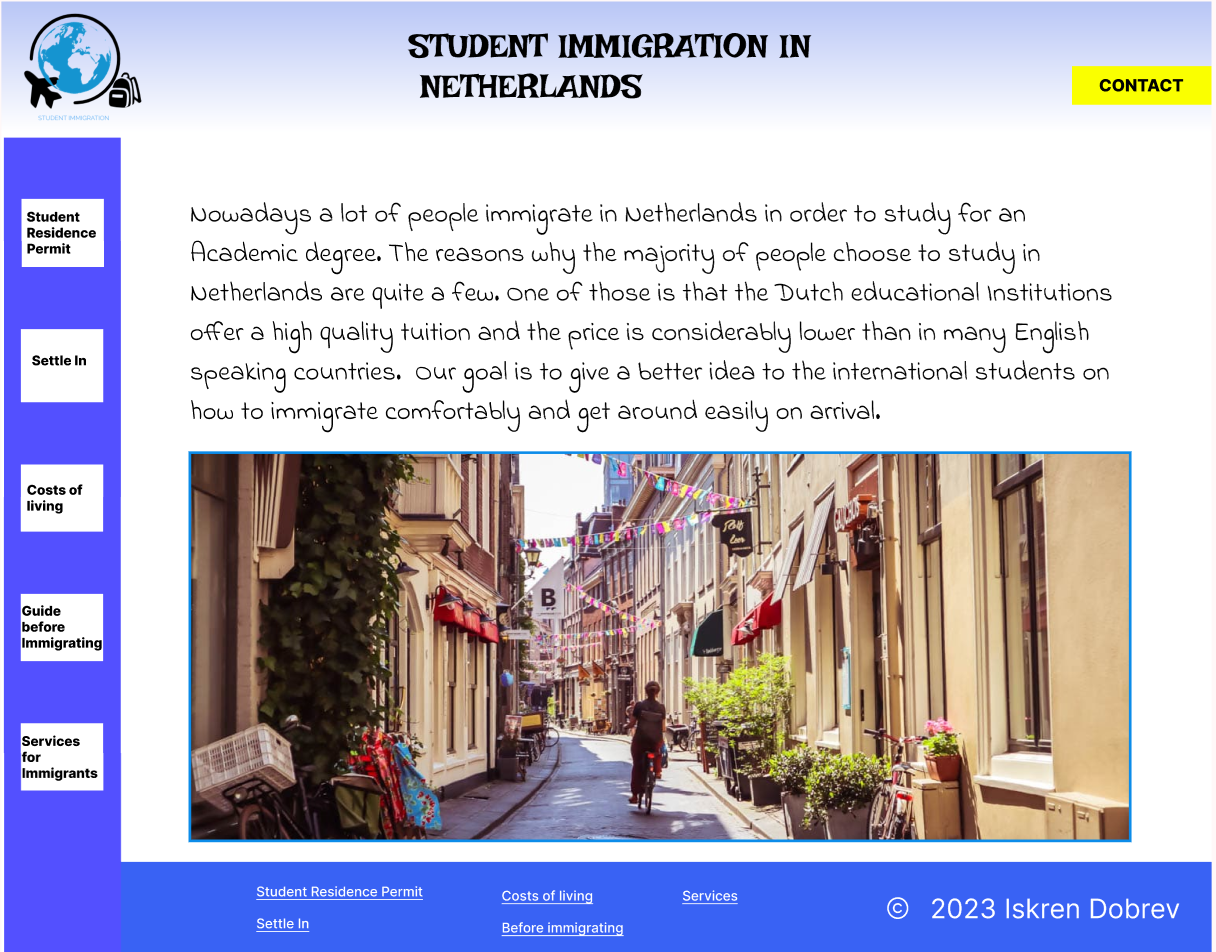 STUDENT IMMIGRATION IN
NETHERLANDS
STUDENT IMMIGRATION
CONTACT
Student
Residence
Permit
Settle In
Costs of
living
Guide
before
Immigrating
Services
for
Immigrants
Nowadays a lot of people immigrate in Netherlands in order to study for an
Academic degree. The reasons why the majority of people choose to study in
Netherlands are quite a few. One of those is that the Dutch educational Institutions
offer a high quality tuition and the price is considerably lower than in many English
speaking countries. Our goal is to give a better idea to the international students on
how to immigrate comfortably and get around easily on arrival.
B
Student Residence Permit
Settle In
Costs of living
Before immigrating
Services
© 2023 Iskren Dobrev